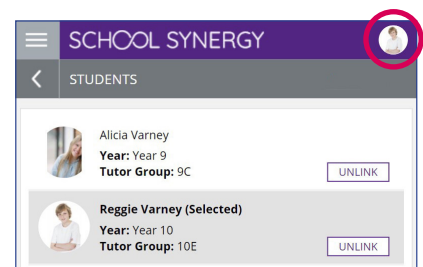 SCHOOL SYNERGY
STUDENTS
Alicia Varney
Year: Year 9
Tutor Group: 9C
UNLINK
Reggie Varney (Selected)
Year: Year 10
Tutor Group: 10E
UNLINK